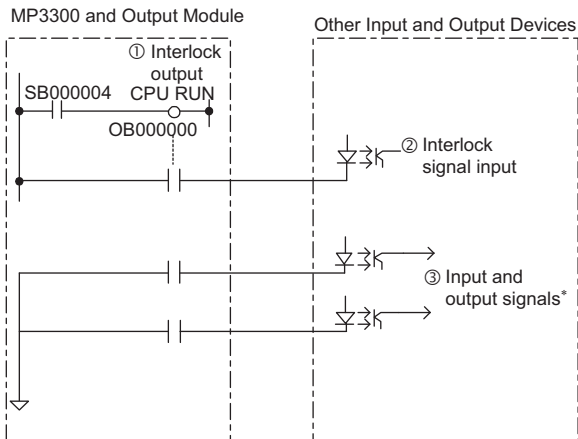 MP3300 and Output Module
Other Input and Output Devices
① Interlock
output
SB000004
CPU RUN
OB000000
② Interlock
signal input
③ Input and
output signals*